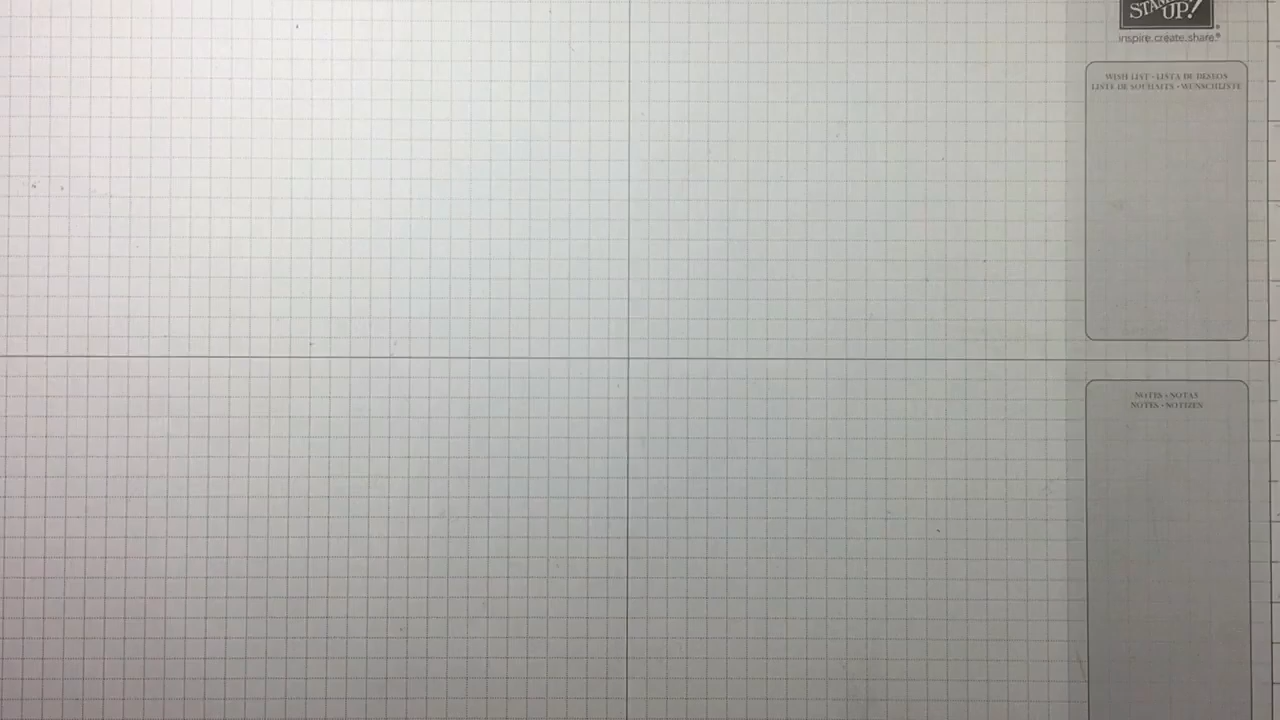 STAMPIN'
UP!®
inspire.create.share.®
WISH LIST • LISTA DE DESEOS
LISTE DE SOUHAITS • WUNSCHLISTE
NOTES • NOTAS
NOTES • NOTIZEN